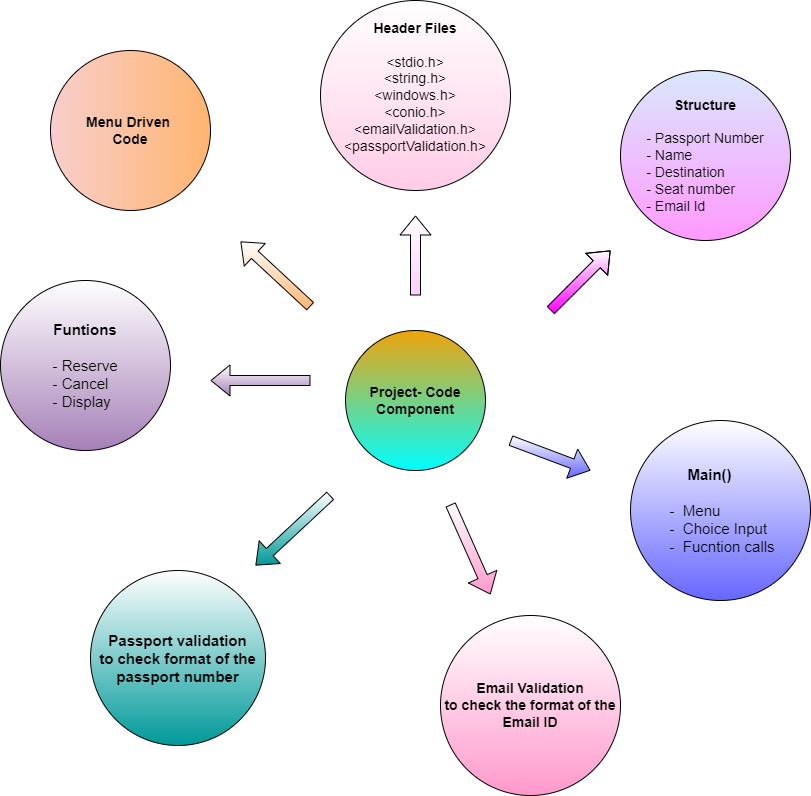 Header Files
<stdio.h>
<string.h>
<windows.h>
<conio.h>
<emailValidation.h>
<passportValidation.h>
Menu Driven
Code
Structure
- Passport Number
- Name
- Destination
- Seat number
- Email Id
Funtions
- Reserve
- Cancel
- Display
Project- Code
Component
Main()
- Menu
- Choice Input
- Fucntion calls
Passport validation
to check format of the
passport number
Email Validation
to check the format of the
Email ID